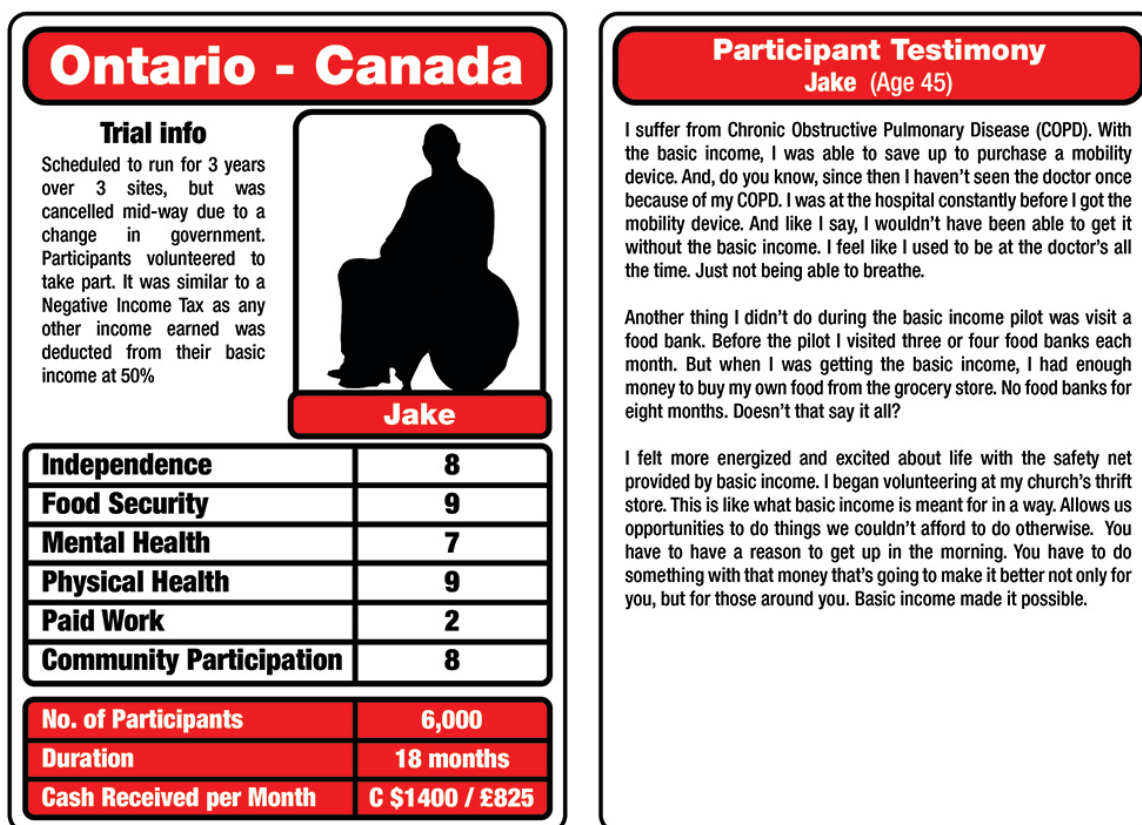 Ontario - Canada
Trial info
Scheduled to run for 3 years
over 3 sites, but was
cancelled mid-way due to a
change in government.
Participants volunteered to
take part. It was similar to a
Negative Income Tax as any
other income earned was
deducted from their basic
income at 50%
Jake
Independence 8
Food Security 9
Mental Health 7
Physical Health 9
Paid Work 2
Community Participation 8
No. of Participants 6,000
Duration 18 months
Cash Received per Month C $1400 / £825
Participant Testimony
Jake (Age 45)
I suffer from Chronic Obstructive Pulmonary Disease (COPD). With
the basic income, I was able to save up to purchase a mobility
device. And, do you know, since then I haven't seen the doctor once
because of my COPD. I was at the hospital constantly before I got the
mobility device. And like I say, I wouldn't have been able to get it
without the basic income. I feel like I used to be at the doctor's all
the time. Just not being able to breathe.
Another thing I didn't do during the basic income pilot was visit a
food bank. Before the pilot I visited three or four food banks each
month. But when I was getting the basic income, I had enough
money to buy my own food from the grocery store. No food banks for
eight months. Doesn't that say it all?
I felt more energized and excited about life with the safety net
provided by basic income. I began volunteering at my church's thrift
store. This is like what basic income is meant for in a way. Allows us
opportunities to do things we couldn't afford to do otherwise. You
have to have a reason to get up in the morning. You have to do
something with that money that's going to make it better not only for
you, but for those around you. Basic income made it possible.